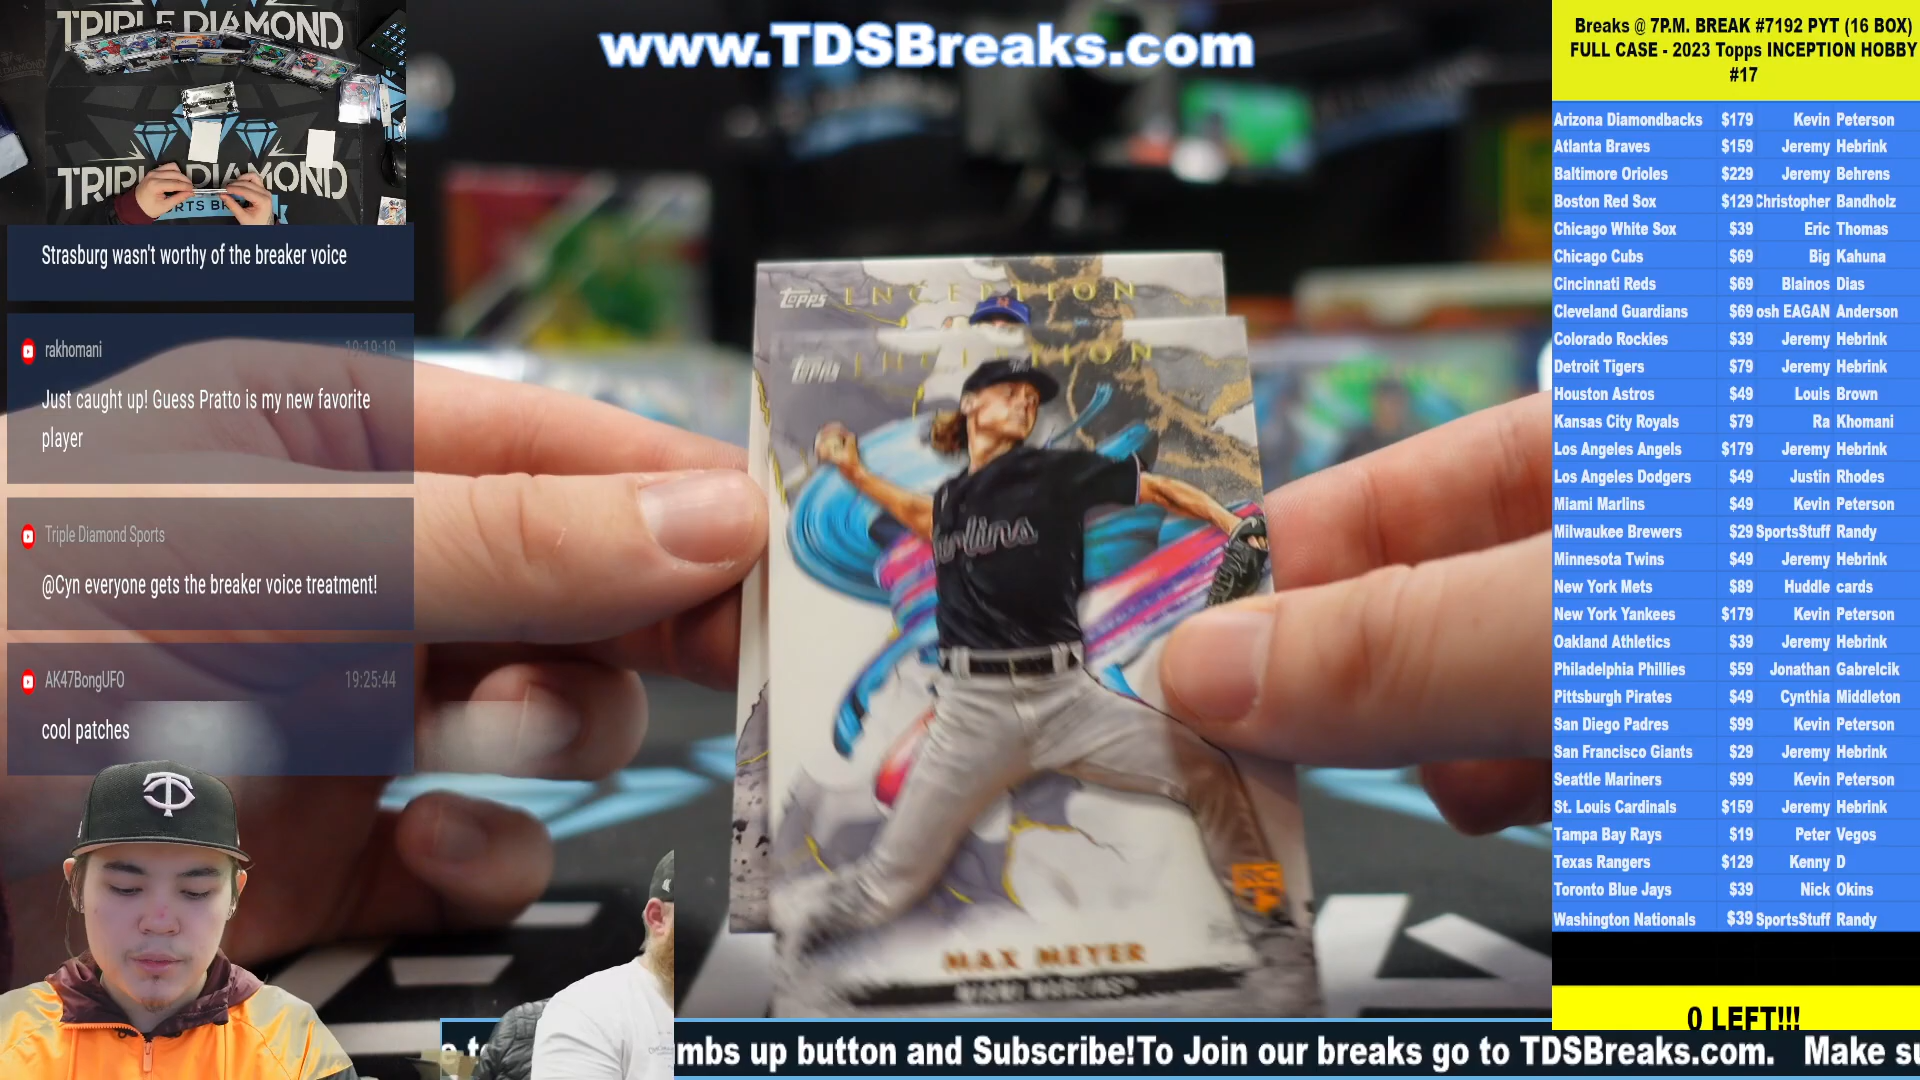 TRIPLE DIAMOND
www.TDSBreaks.com
TRIPLE DIAMOND
Strasburg wasn't worthy of the breaker voice
rakhomani 19:19:19
Just caught up! Guess Pratto is my new favorite
player
Triple Diamond Sports
@Cyn everyone gets the breaker voice treatment!
AK47BongUFO 19:25:44
cool patches
Topps INCEPTION
Topps INCEPTION
Marlins
RC
MAX MEYER
MIAMI MARLINS
Breaks @ 7P.M. BREAK #7192 PYT (16 BOX)
FULL CASE - 2023 Topps INCEPTION HOBBY
#17
Arizona Diamondbacks $179 Kevin Peterson
Atlanta Braves $159 Jeremy Hebrink
Baltimore Orioles $229 Jeremy Behrens
Boston Red Sox $129 Christopher Bandholz
Chicago White Sox $39 Eric Thomas
Chicago Cubs $69 Big Kahuna
Cincinnati Reds $69 Blainos Dias
Cleveland Guardians $69 osh EAGAN Anderson
Colorado Rockies $39 Jeremy Hebrink
Detroit Tigers $79 Jeremy Hebrink
Houston Astros $49 Louis Brown
Kansas City Royals $79 Ra Khomani
Los Angeles Angels $179 Jeremy Hebrink
Los Angeles Dodgers $49 Justin Rhodes
Miami Marlins $49 Kevin Peterson
Milwaukee Brewers $29 SportsStuff Randy
Minnesota Twins $49 Jeremy Hebrink
New York Mets $89 Huddle cards
New York Yankees $179 Kevin Peterson
Oakland Athletics $39 Jeremy Hebrink
Philadelphia Phillies $59 Jonathan Gabrelcik
Pittsburgh Pirates $49 Cynthia Middleton
San Diego Padres $99 Kevin Peterson
San Francisco Giants $29 Jeremy Hebrink
Seattle Mariners $99 Kevin Peterson
St. Louis Cardinals $159 Jeremy Hebrink
Tampa Bay Rays $19 Peter Vegos
Texas Rangers $129 Kenny D
Toronto Blue Jays $39 Nick Okins
Washington Nationals $39 SportsStuff Randy
0 LEFT!!!
mbs up button and Subscribe!To Join our breaks go to TDSBreaks.com. Make su